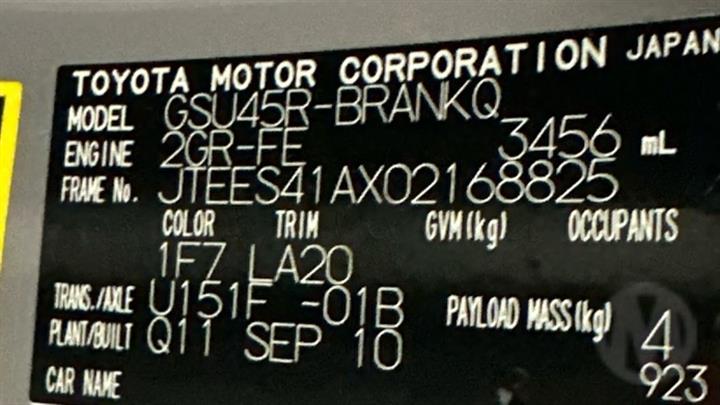 TOYOTA MOTOR CORPORATION JAPAN
MODEL GSU45R-BRANKQ
ENGINE 2GR-FE 3456 mL
FRAME No. JTEES41AX02168825
COLOR TRIM GVM(kg) OCCUPANTS
1F7 LA20
TRANS./AXLE U151F -01B PAYLOAD MASS(kg) 4
PLANT/BUILT Q11 SEP 10
CAR NAME 923